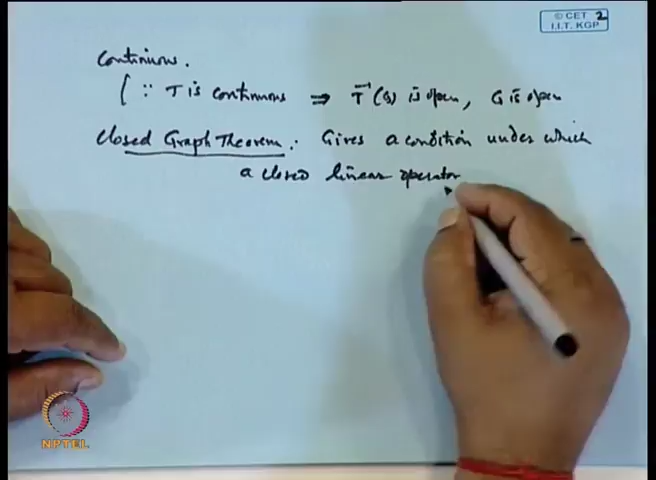 © CET 2
I.I.T. KGP
Continuous.
( ∵ T is continuous ⇒ T⁻¹(G) is open, G is open
Closed Graph Theorem: Gives a condition under which
a closed linear operator
NPTEL